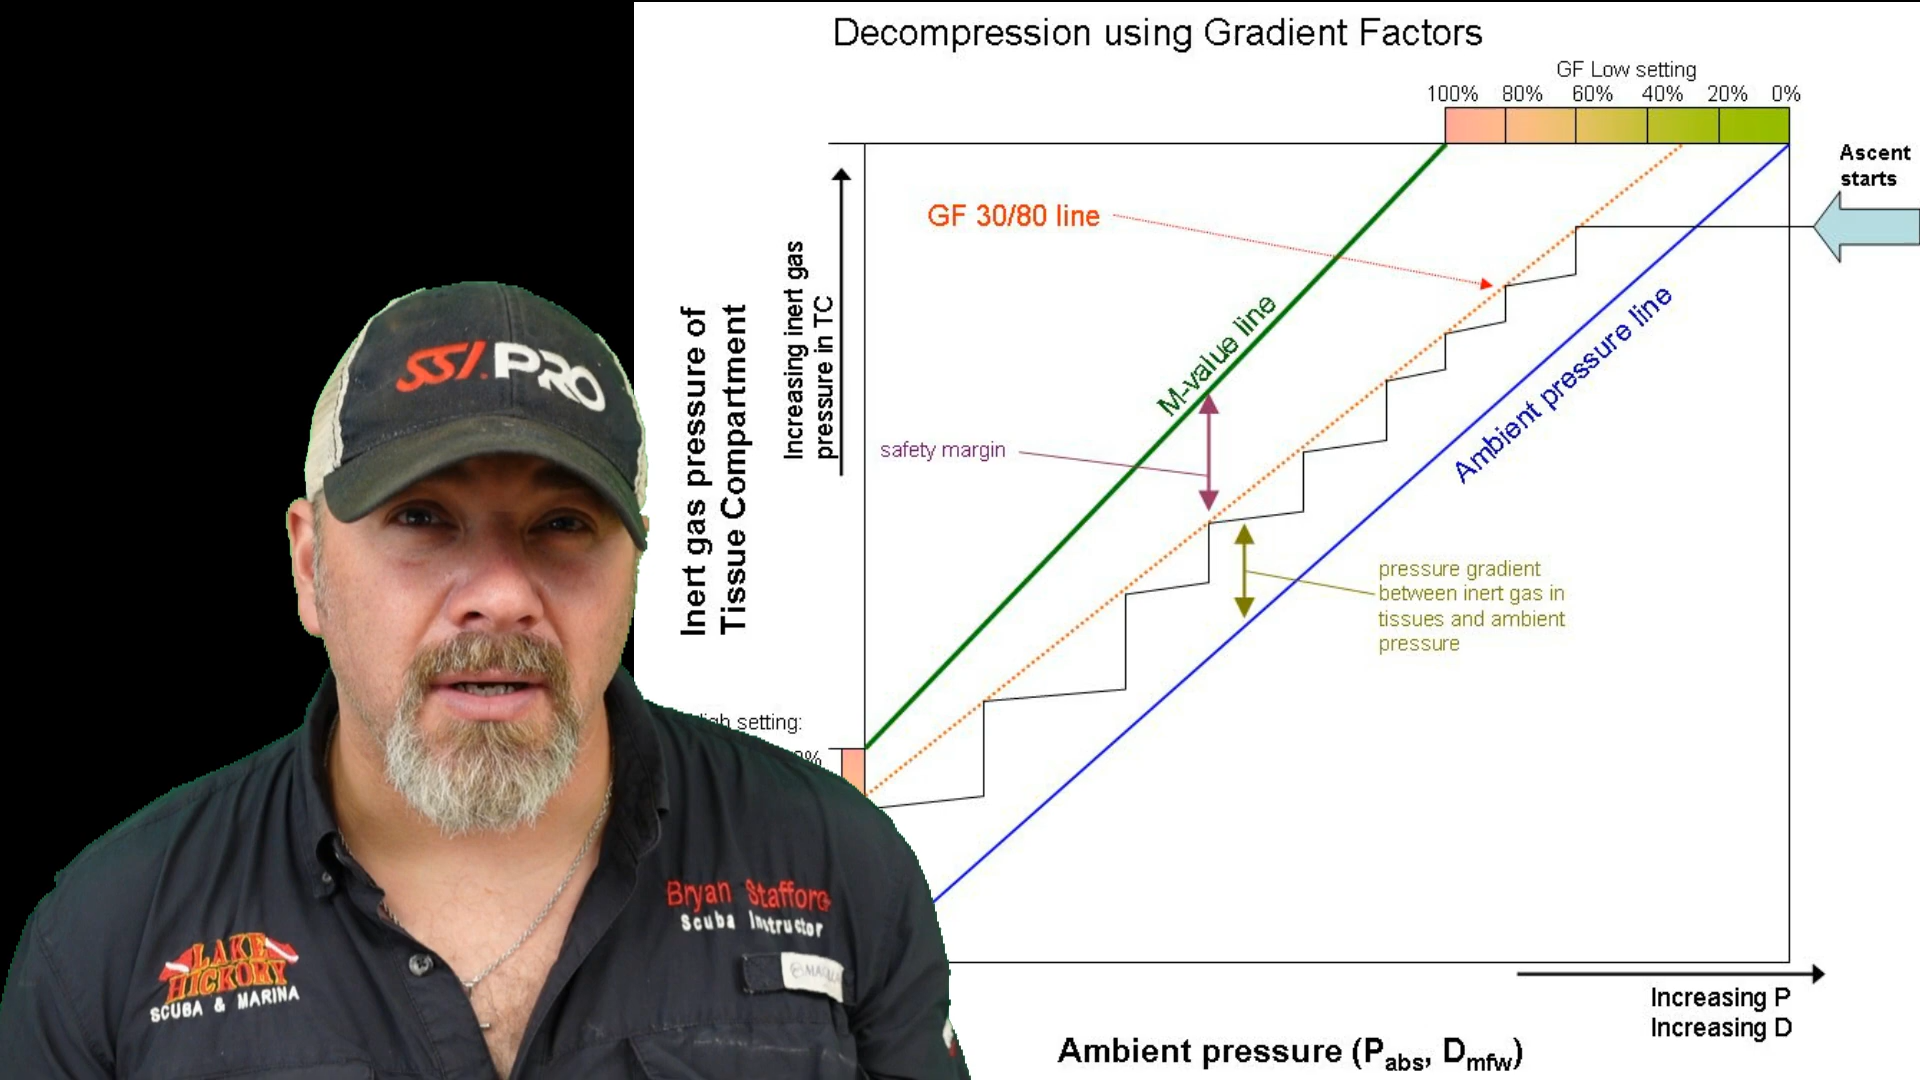 Decompression using Gradient Factors
GF Low setting
100% 80% 60% 40% 20% 0%
Ascent
starts
GF 30/80 line
Increasing inert gas
pressure in TC
Inert gas pressure of
Tissue Compartment
M-value line
Ambient pressure line
safety margin
pressure gradient
between inert gas in
tissues and ambient
pressure
setting:
SSI.PRO
Bryan Stafford
Scuba Instructor
LAKE
HICKORY
SCUBA & MARINA
Increasing P
Increasing D
Ambient pressure (Pabs, Dmfw)